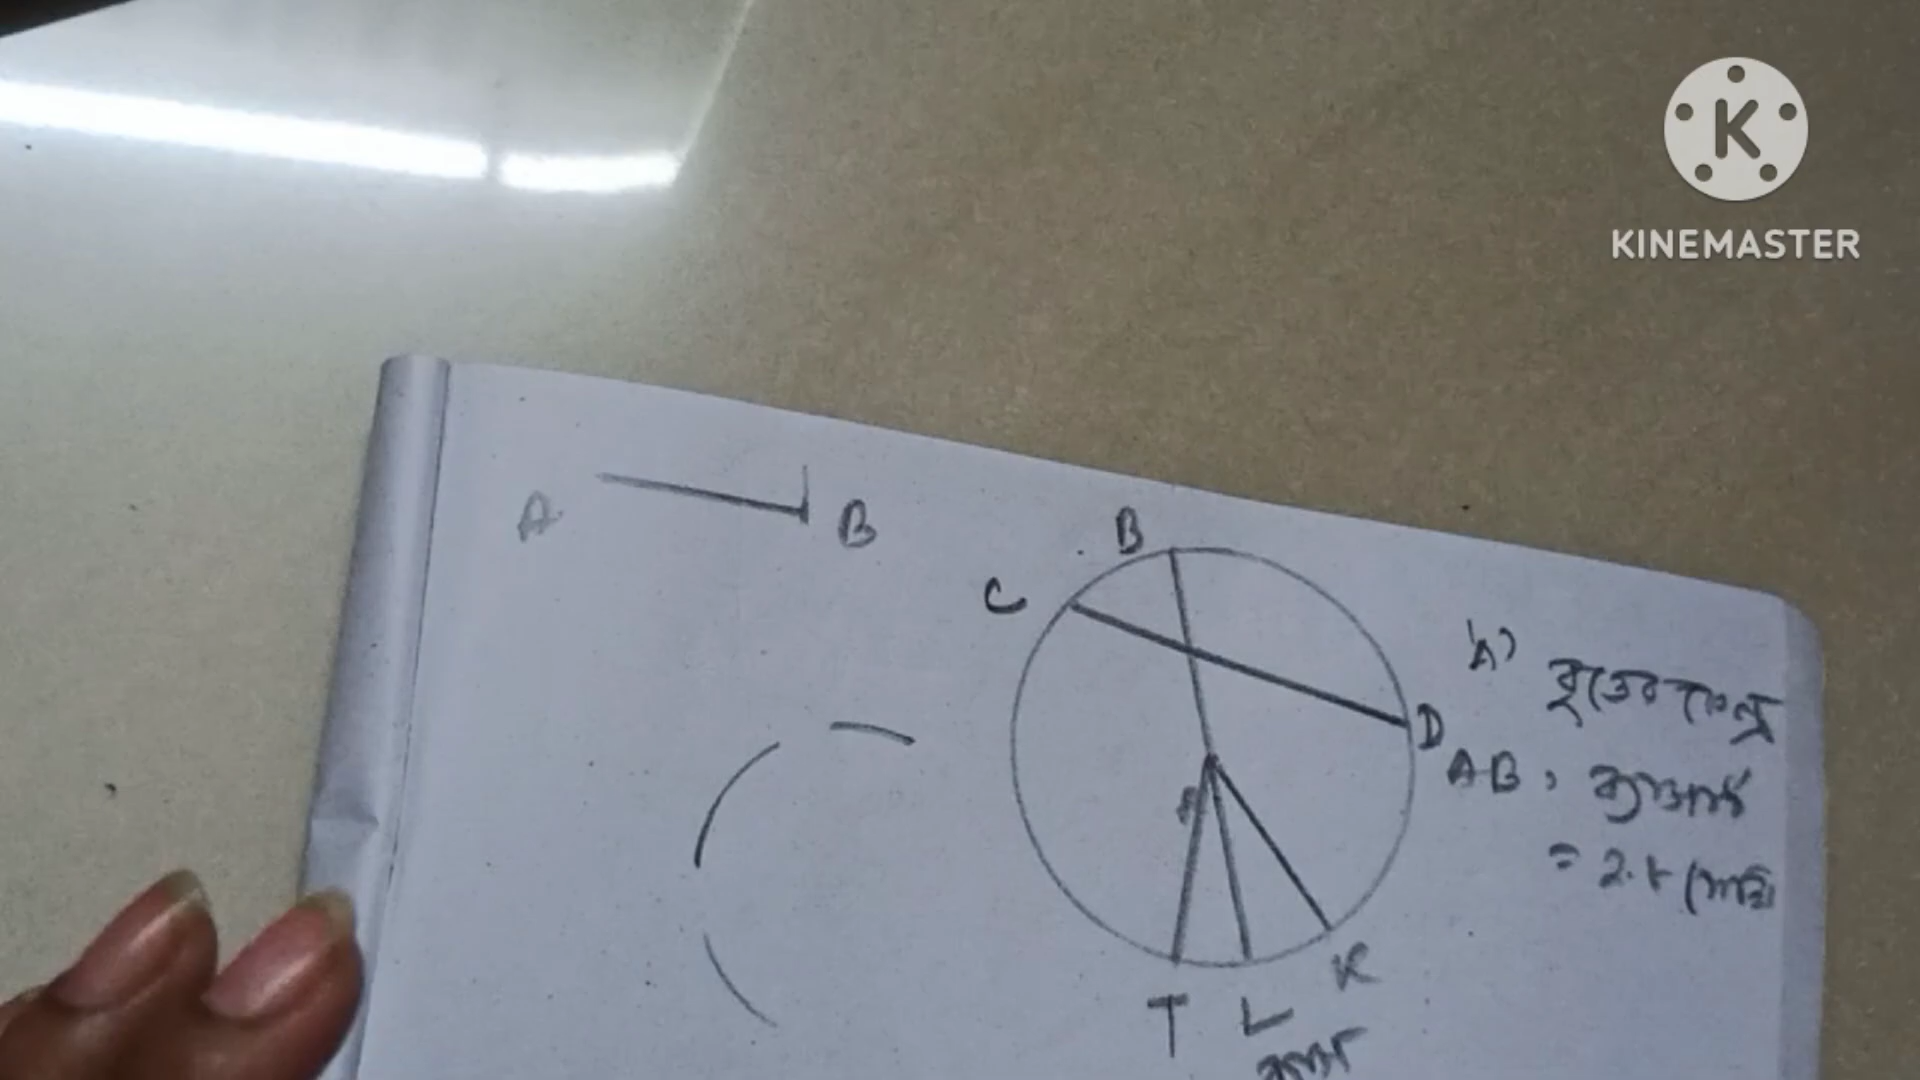 K
KINEMASTER
A B
B
C
D
'A' বৃত্তের কেন্দ্র
AB, ব্যাসার্ধ
= 2.8 সেমি
A
T L K